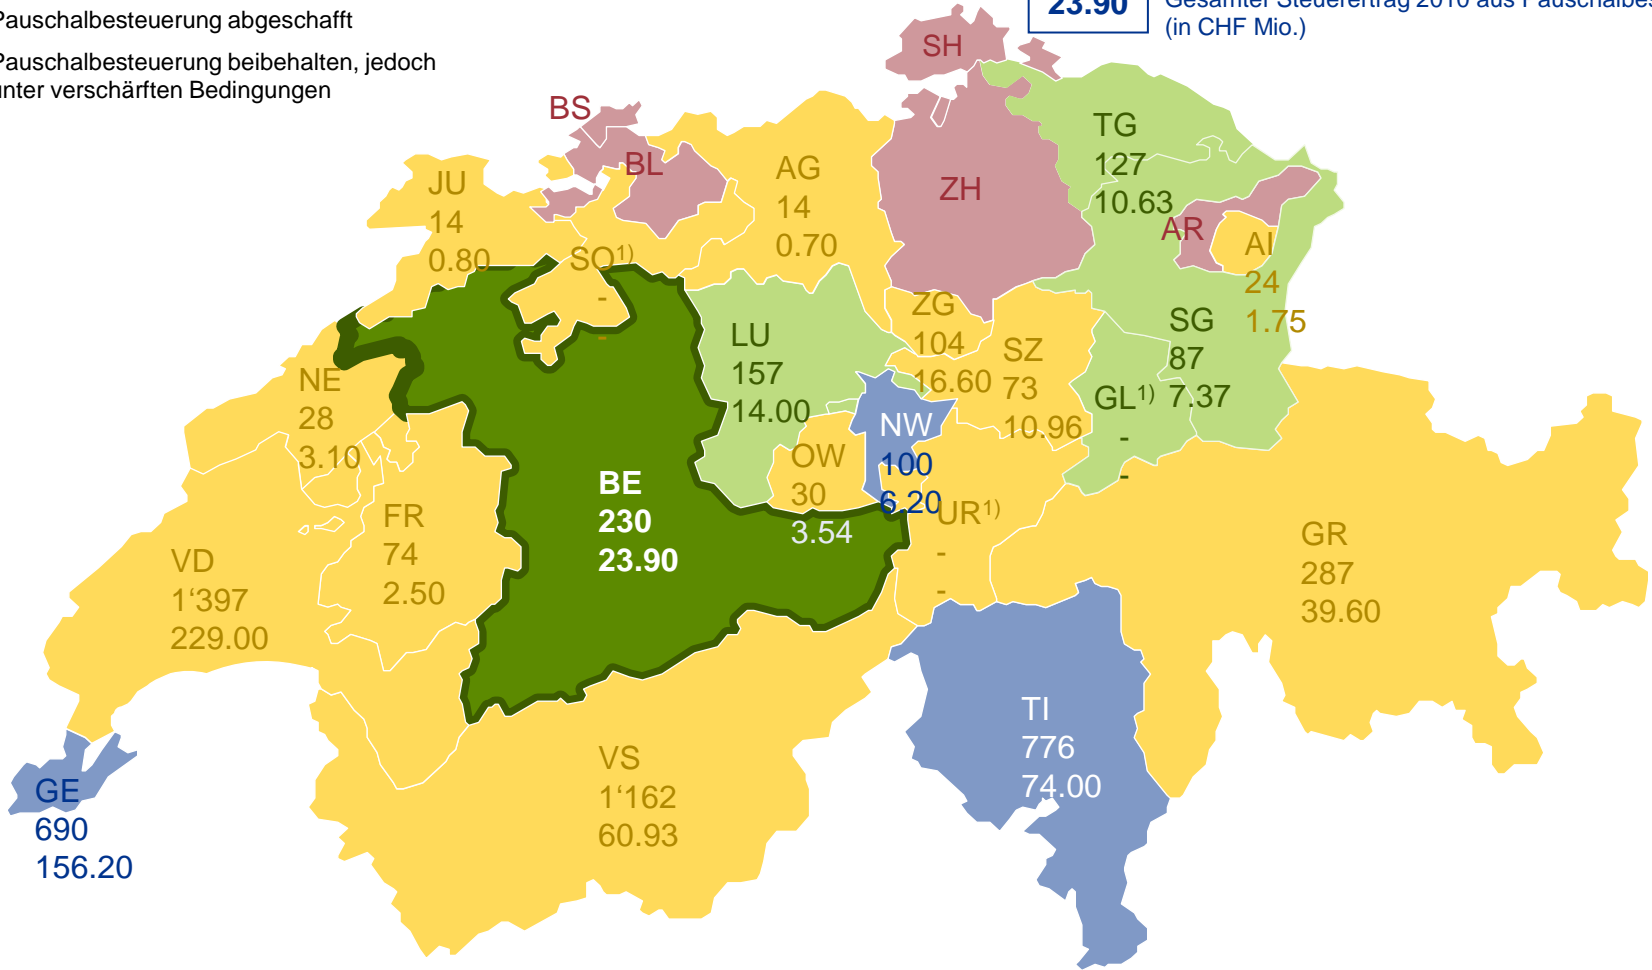 Pauschalbesteuerung abgeschafft
Pauschalbesteuerung beibehalten, jedoch
unter verschärften Bedingungen
23.90
Gesamter Steuerertrag 2010 aus
(in CHF Mio.)
SH
BS
BL
TG
127
10.63
AG
14
0.70
JU
14
0.80
ZH
AR
AI
24
1.75
SO1)
-
-
ZG
104
16.60
LU
157
14.00
SZ
73
10.96
SG
87
7.37
GL1)
-
-
NE
28
3.10
NW
100
6.20
OW
30
3.54
BE
230
23.90
UR1)
-
-
FR
74
2.50
GR
287
39.60
VD
1‘397
229.00
TI
776
74.00
VS
1‘162
60.93
GE
690
156.20